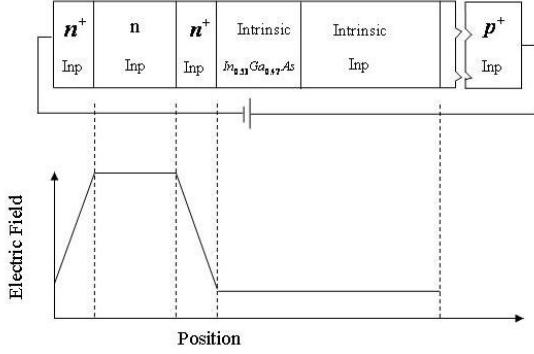 n+ n n+ Intrinsic Intrinsic p+
Inp Inp Inp In0.53Ga0.47As Inp Inp
Electric Field
Position